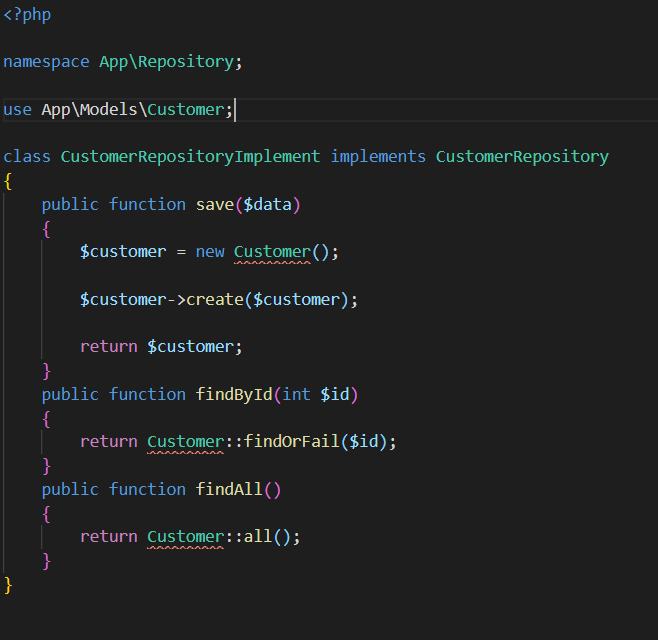 <?php
namespace App\Repository;
use App\Models\Customer;
class CustomerRepositoryImplement implements CustomerRepository
{
public function save($data)
{
$customer = new Customer();
$customer->create($customer);
return $customer;
}
public function findById(int $id)
{
return Customer::findOrFail($id);
}
public function findAll()
{
return Customer::all();
}
}